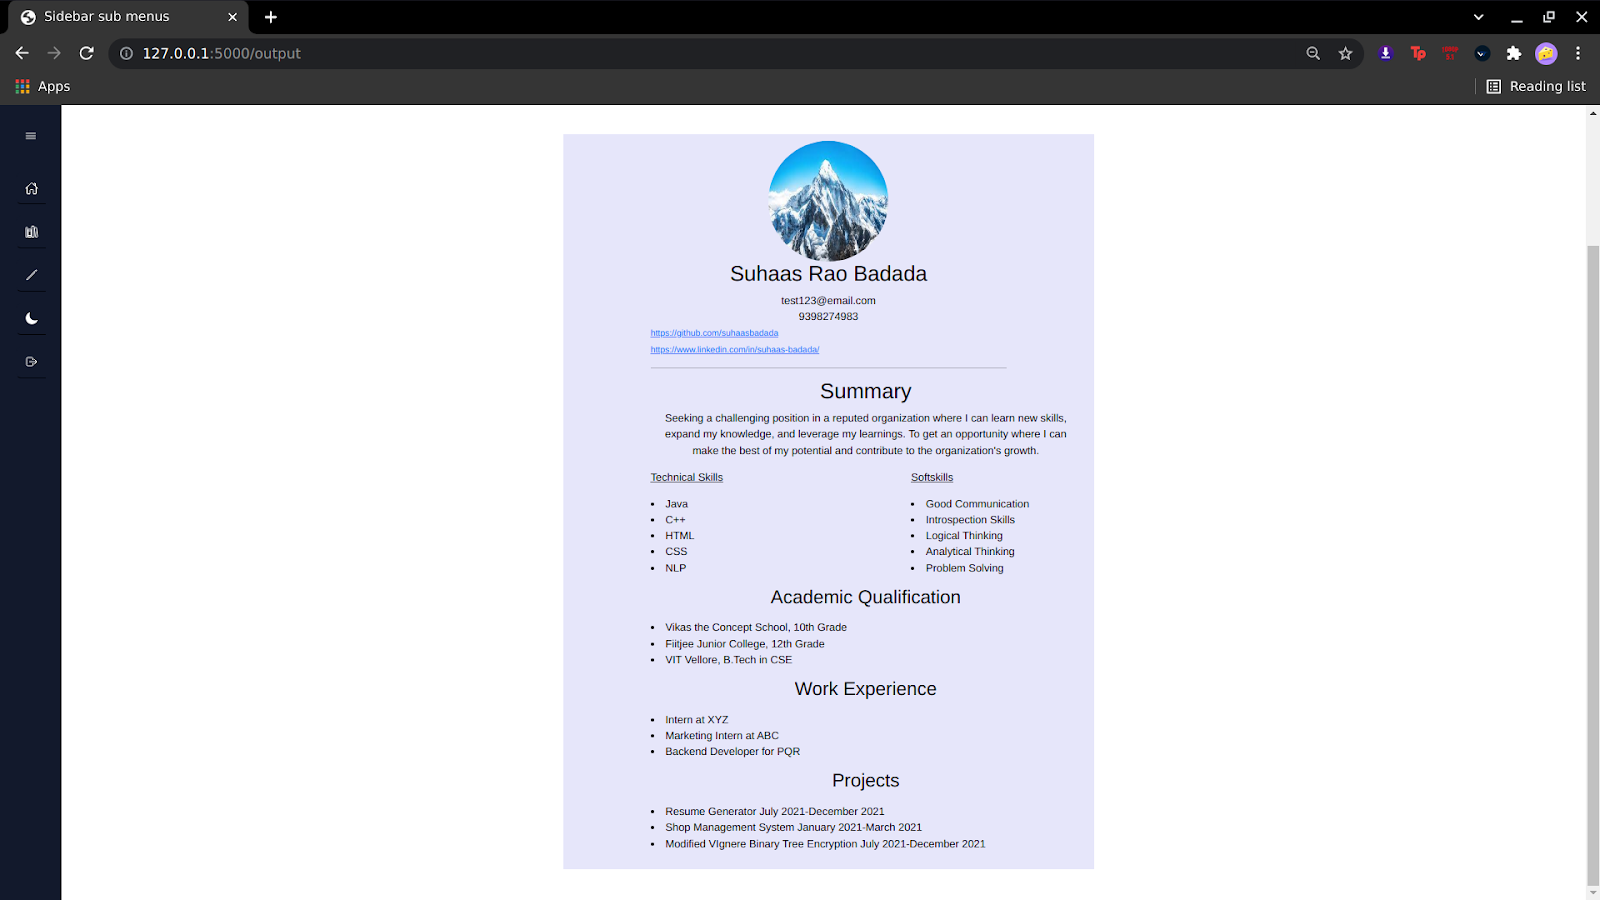 Sidebar sub menus
127.0.0.1:5000/output
Apps
Reading list
Suhaas Rao Badada
test123@email.com
9398274983
https://github.com/suhaasbadada
https://www.linkedin.com/in/suhaas-badada/
Summary
Seeking a challenging position in a reputed organization where I can learn new skills,
expand my knowledge, and leverage my learnings. To get an opportunity where I can
make the best of my potential and contribute to the organization's growth.
Technical Skills
• Java
• C++
• HTML
• CSS
• NLP
Softskills
• Good Communication
• Introspection Skills
• Logical Thinking
• Analytical Thinking
• Problem Solving
Academic Qualification
• Vikas the Concept School, 10th Grade
• Fiitjee Junior College, 12th Grade
• VIT Vellore, B.Tech in CSE
Work Experience
• Intern at XYZ
• Marketing Intern at ABC
• Backend Developer for PQR
Projects
• Resume Generator July 2021-December 2021
• Shop Management System January 2021-March 2021
• Modified VIgnere Binary Tree Encryption July 2021-December 2021